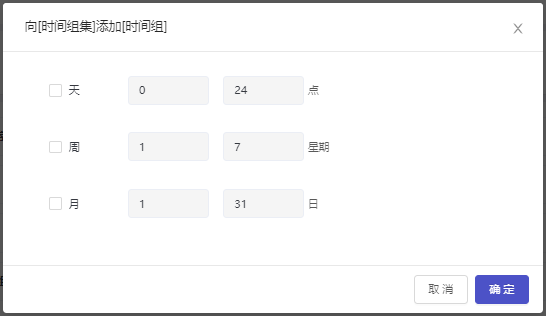 向[时间组集]添加[时间组]
天 0 24 点
周 1 7 星期
月 1 31 日
取消 确定